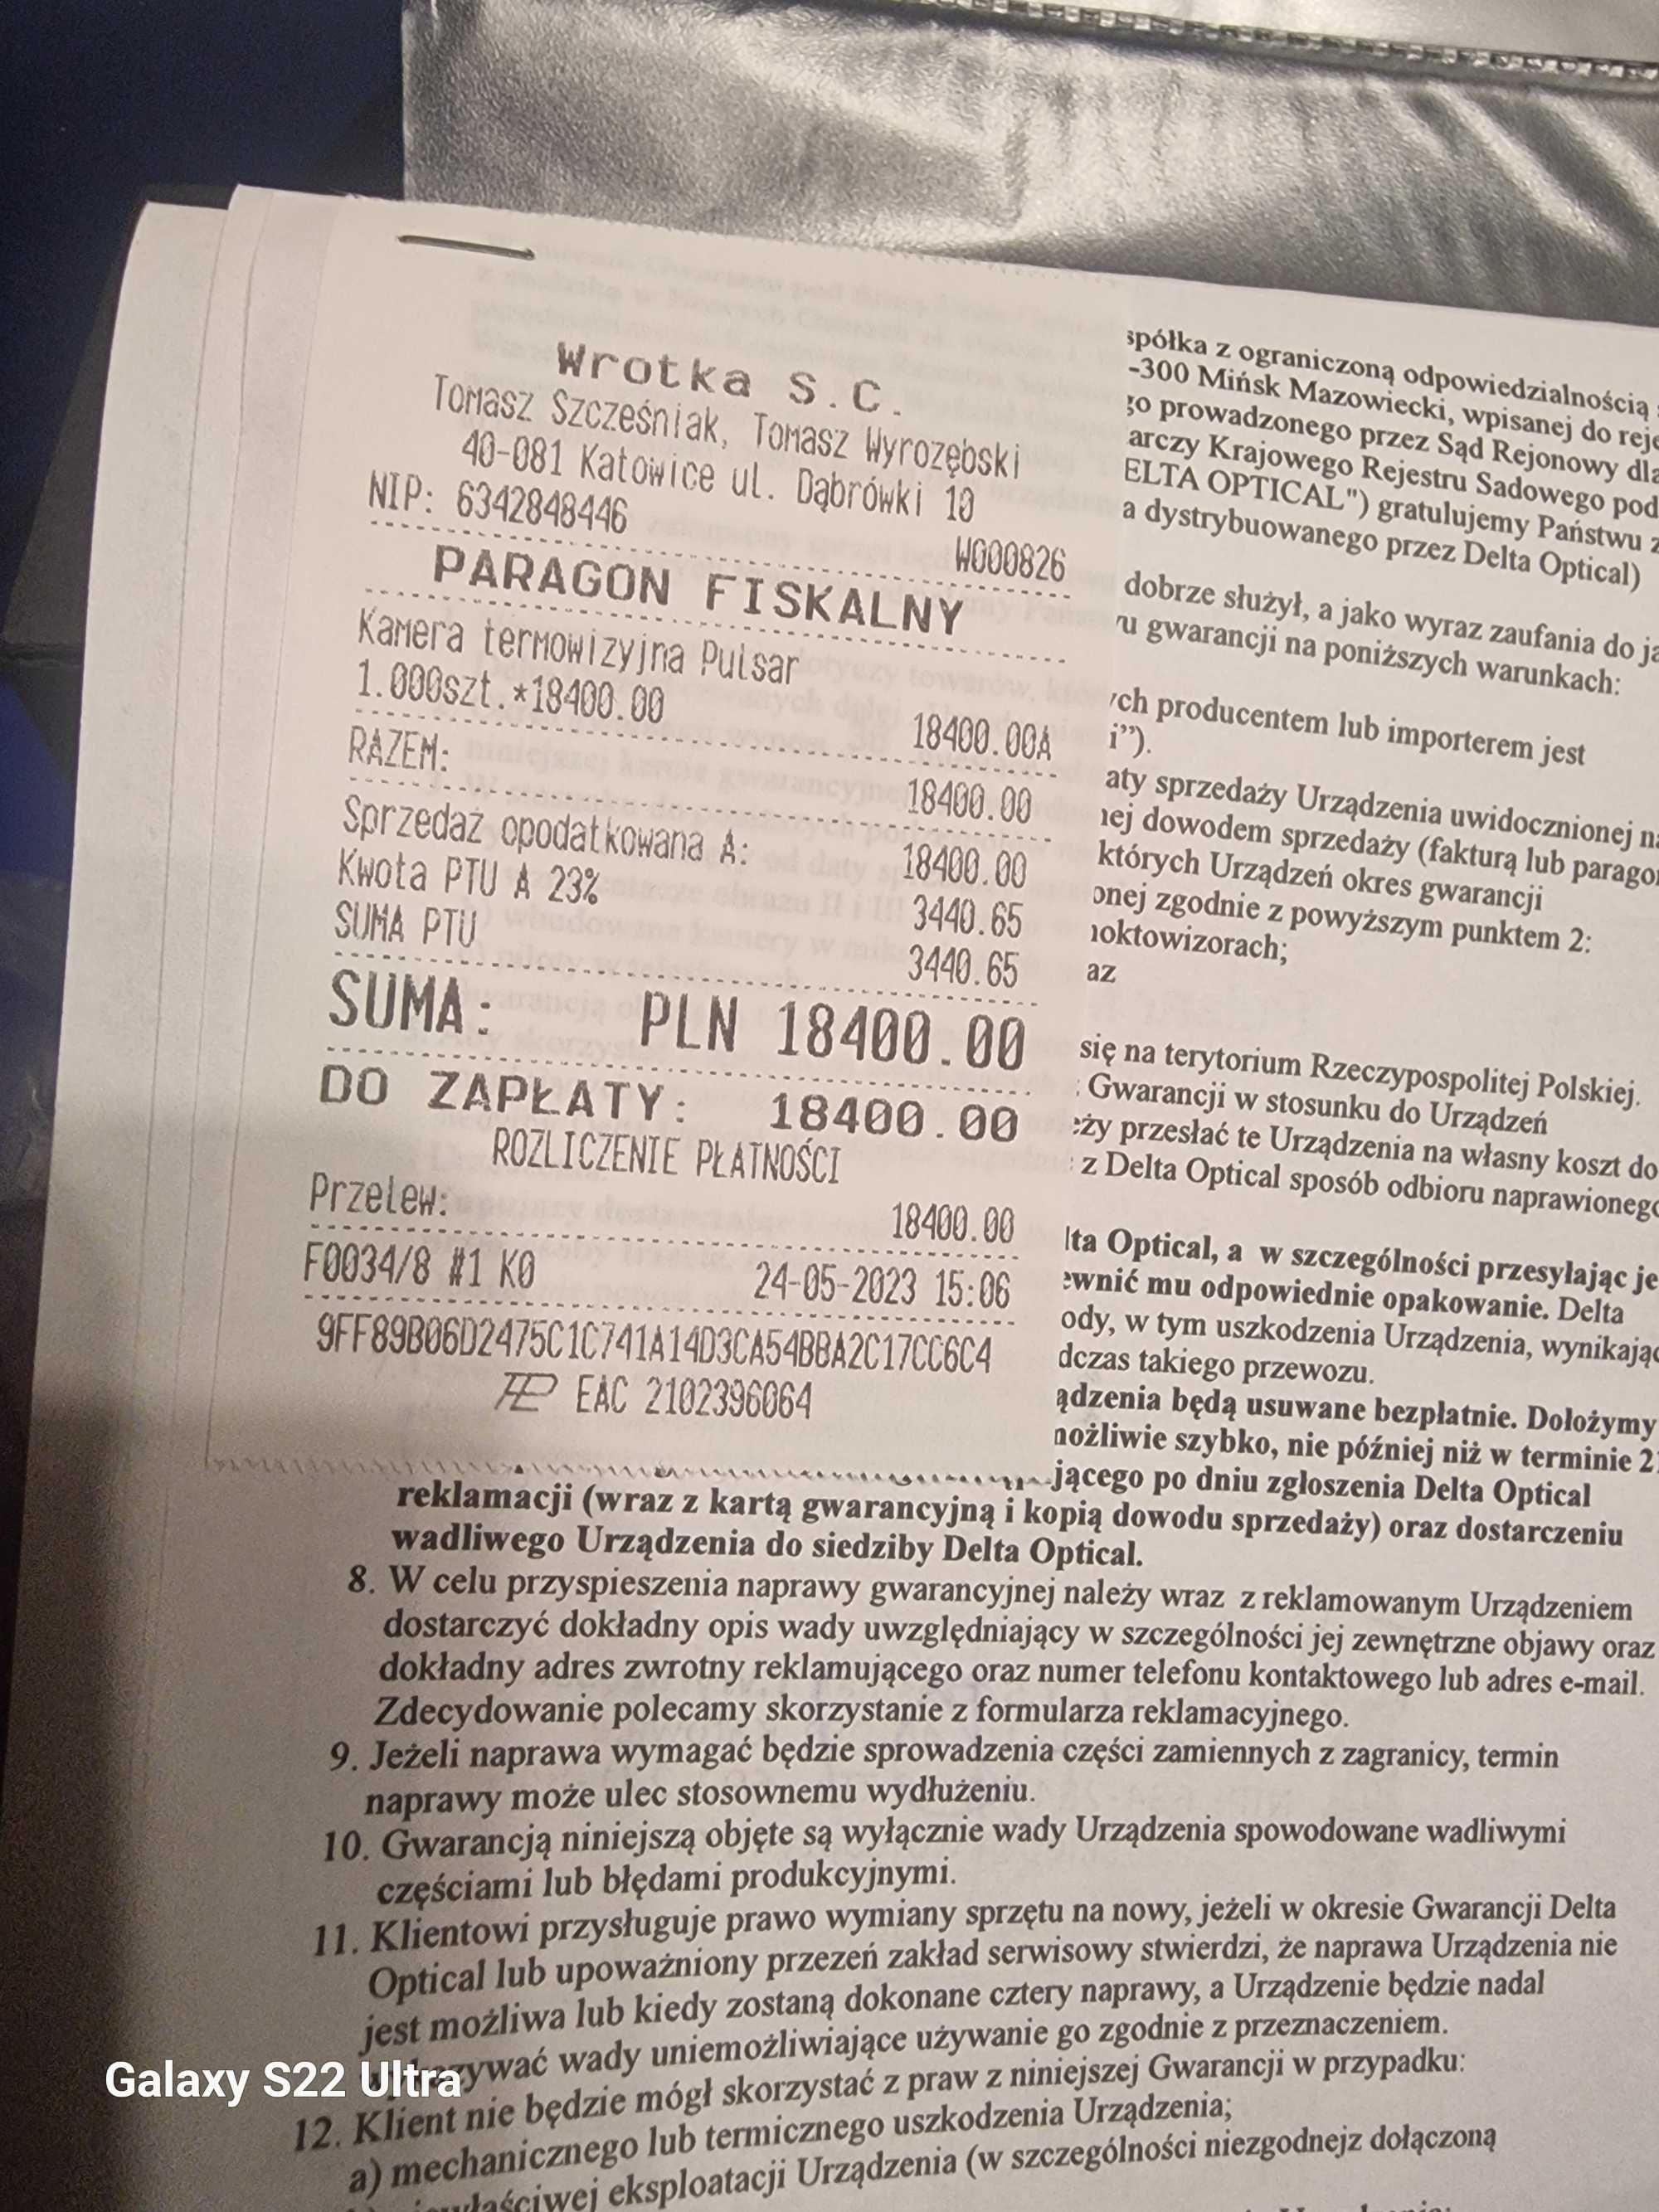 Wrotka S.C.
Tomasz Szcześniak, Tomasz Wyrozębski
40-081 Katowice ul. Dąbrówki 10
NIP: 6342848446
W000826
PARAGON FISKALNY
Kamera termowizyjna Pulsar
1.000szt.*18400.00 18400.00A
RAZEM: 18400.00
Sprzedaż opodatkowana A: 18400.00
Kwota PTU A 23% 3440.65
SUMA PTU 3440.65
SUMA: PLN 18400.00
DO ZAPŁATY: 18400.00
ROZLICZENIE PŁATNOŚCI
Przelew: 18400.00
F0034/8 #1 K0 24-05-2023 15:06
9FF89B06D2475C1C741A14D3CA54BBA2C17CC6C4
EAC 2102396064
spółka z ograniczoną odpowiedzialnością
-300 Mińsk Mazowiecki, wpisanej do reje
go prowadzonego przez Sąd Rejonowy dla
arczy Krajowego Rejestru Sadowego pod
ELTA OPTICAL") gratulujemy Państwu z
a dystrybuowanego przez Delta Optical)
dobrze służył, a jako wyraz zaufania do ja
u gwarancji na poniższych warunkach:
ych producentem lub importerem jest
i”).
aty sprzedaży Urządzenia uwidocznionej na
nej dowodem sprzedaży (fakturą lub parago
których Urządzeń okres gwarancji
onej zgodnie z powyższym punktem 2:
noktowizorach;
az
się na terytorium Rzeczypospolitej Polskiej.
Gwarancji w stosunku do Urządzeń
eży przesłać te Urządzenia na własny koszt do
z Delta Optical sposób odbioru naprawionego
lta Optical, a w szczególności przesyłając je
ewnić mu odpowiednie opakowanie. Delta
ody, w tym uszkodzenia Urządzenia, wynikając
dczas takiego przewozu.
ądzenia będą usuwane bezpłatnie. Dołożymy
możliwie szybko, nie później niż w terminie 21
jącego po dniu zgłoszenia Delta Optical
reklamacji (wraz z kartą gwarancyjną i kopią dowodu sprzedaży) oraz dostarczeniu
wadliwego Urządzenia do siedziby Delta Optical.
8. W celu przyspieszenia naprawy gwarancyjnej należy wraz z reklamowanym Urządzeniem
dostarczyć dokładny opis wady uwzględniający w szczególności jej zewnętrzne objawy oraz
dokładny adres zwrotny reklamującego oraz numer telefonu kontaktowego lub adres e-mail.
Zdecydowanie polecamy skorzystanie z formularza reklamacyjnego.
9. Jeżeli naprawa wymagać będzie sprowadzenia części zamiennych z zagranicy, termin
naprawy może ulec stosownemu wydłużeniu.
10. Gwarancją niniejszą objęte są wyłącznie wady Urządzenia spowodowane wadliwymi
częściami lub błędami produkcyjnymi.
11. Klientowi przysługuje prawo wymiany sprzętu na nowy, jeżeli w okresie Gwarancji Delta
Optical lub upoważniony przezeń zakład serwisowy stwierdzi, że naprawa Urządzenia nie
jest możliwa lub kiedy zostaną dokonane cztery naprawy, a Urządzenie będzie nadal
wady uniemożliwiające używanie go zgodnie z przeznaczeniem.
12. Klient nie będzie mógł skorzystać z praw z niniejszej Gwarancji w przypadku:
a) mechanicznego lub termicznego uszkodzenia Urządzenia;
eksploatacji Urządzenia (w szczególności niezgodnejz dołączoną
Galaxy S22 Ultra